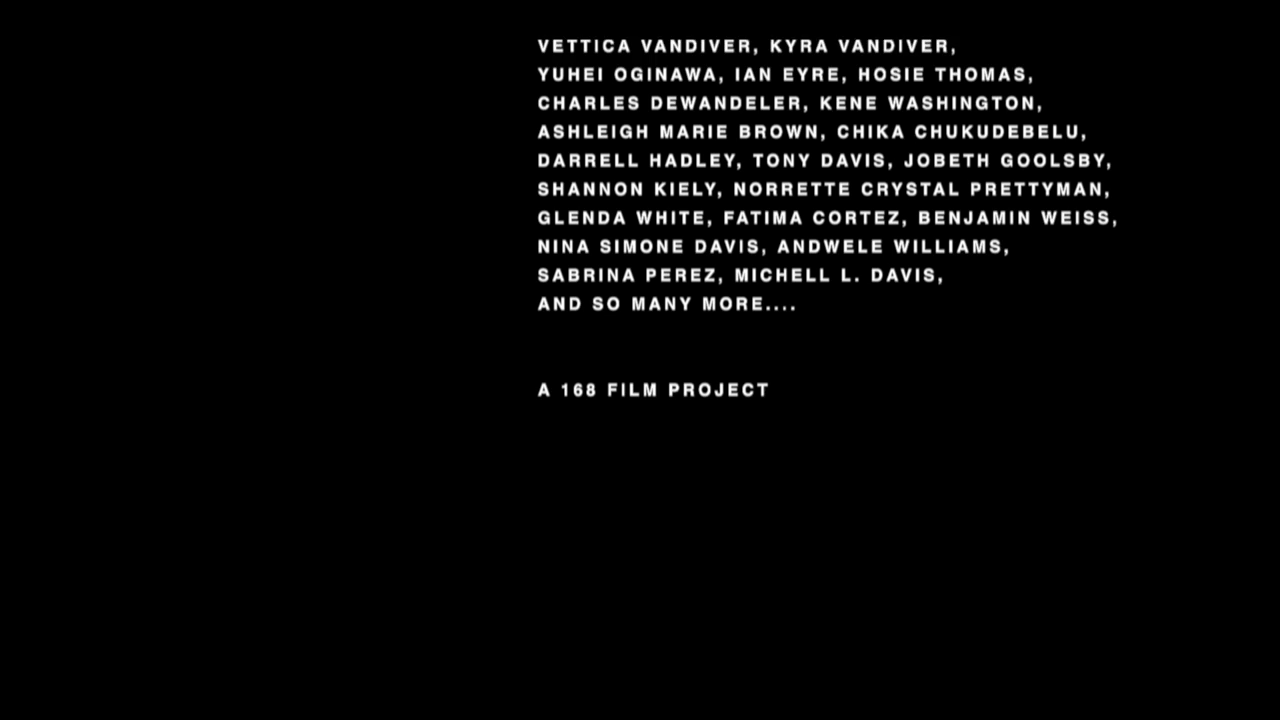 VETTICA VANDIVER, KYRA VANDIVER,
YUHEI OGINAWA, IAN EYRE, HOSIE THOMAS,
CHARLES DEWANDELER, KENE WASHINGTON,
ASHLEIGH MARIE BROWN, CHIKA CHUKUDEBELU,
DARRELL HADLEY, TONY DAVIS, JOBETH GOOLSBY,
SHANNON KIELY, NORRETTE CRYSTAL PRETTYMAN,
GLENDA WHITE, FATIMA CORTEZ, BENJAMIN WEISS,
NINA SIMONE DAVIS, ANDWELE WILLIAMS,
SABRINA PEREZ, MICHELL L. DAVIS,
AND SO MANY MORE....
A 168 FILM PROJECT